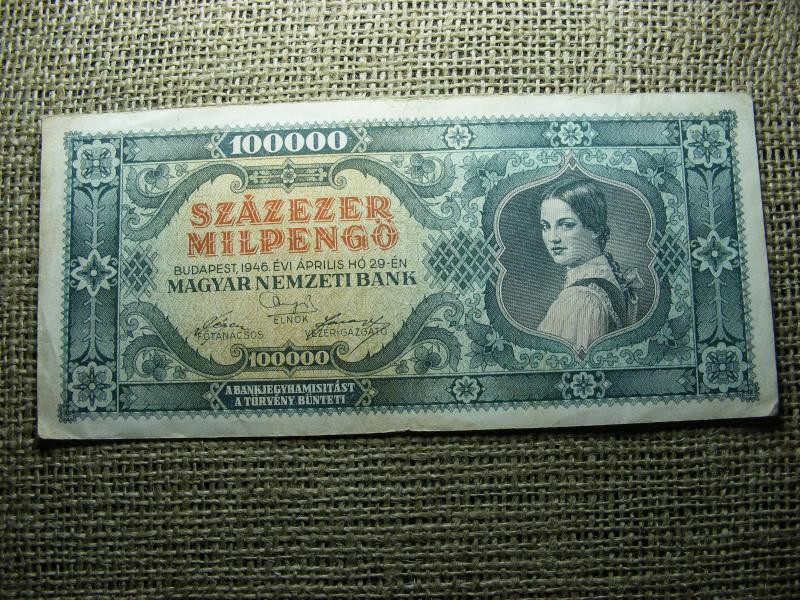 100000
SZÁZEZER
MILPENGŐ
BUDAPEST, 1946. ÉVI ÁPRILIS HÓ 29-ÉN
MAGYAR NEMZETI BANK
ELNÖK
FŐTANÁCSOS VEZÉRIGAZGATÓ
100000
A BANKJEGYHAMISITÁST
A TÖRVÉNY BÜNTETI